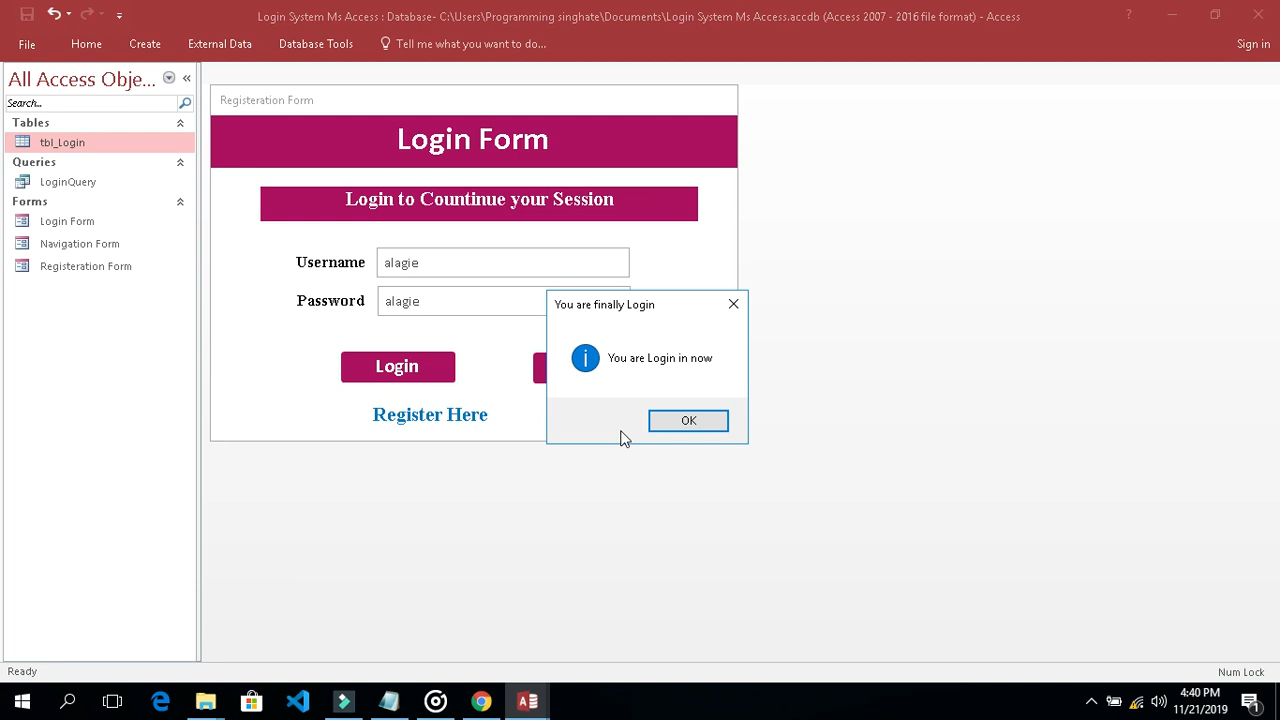 Login System Ms Access : Database- C:\Users\Programming singhate\Documents\Login System Ms Access.accdb (Access 2007 - 2016 file format) - Access
File Home Create External Data Database Tools Tell me what you want to do... Sign in
All Access Obje...
Search..
Tables
tbl_Login
Queries
LoginQuery
Forms
Login Form
Navigation Form
Registeration Form
Registeration Form
Login Form
Login to Countinue your Session
Username alagie
Password alagie
Login
Register Here
You are finally Login
You are Login in now
OK
Ready Num Lock
4:40 PM
11/21/2019
1